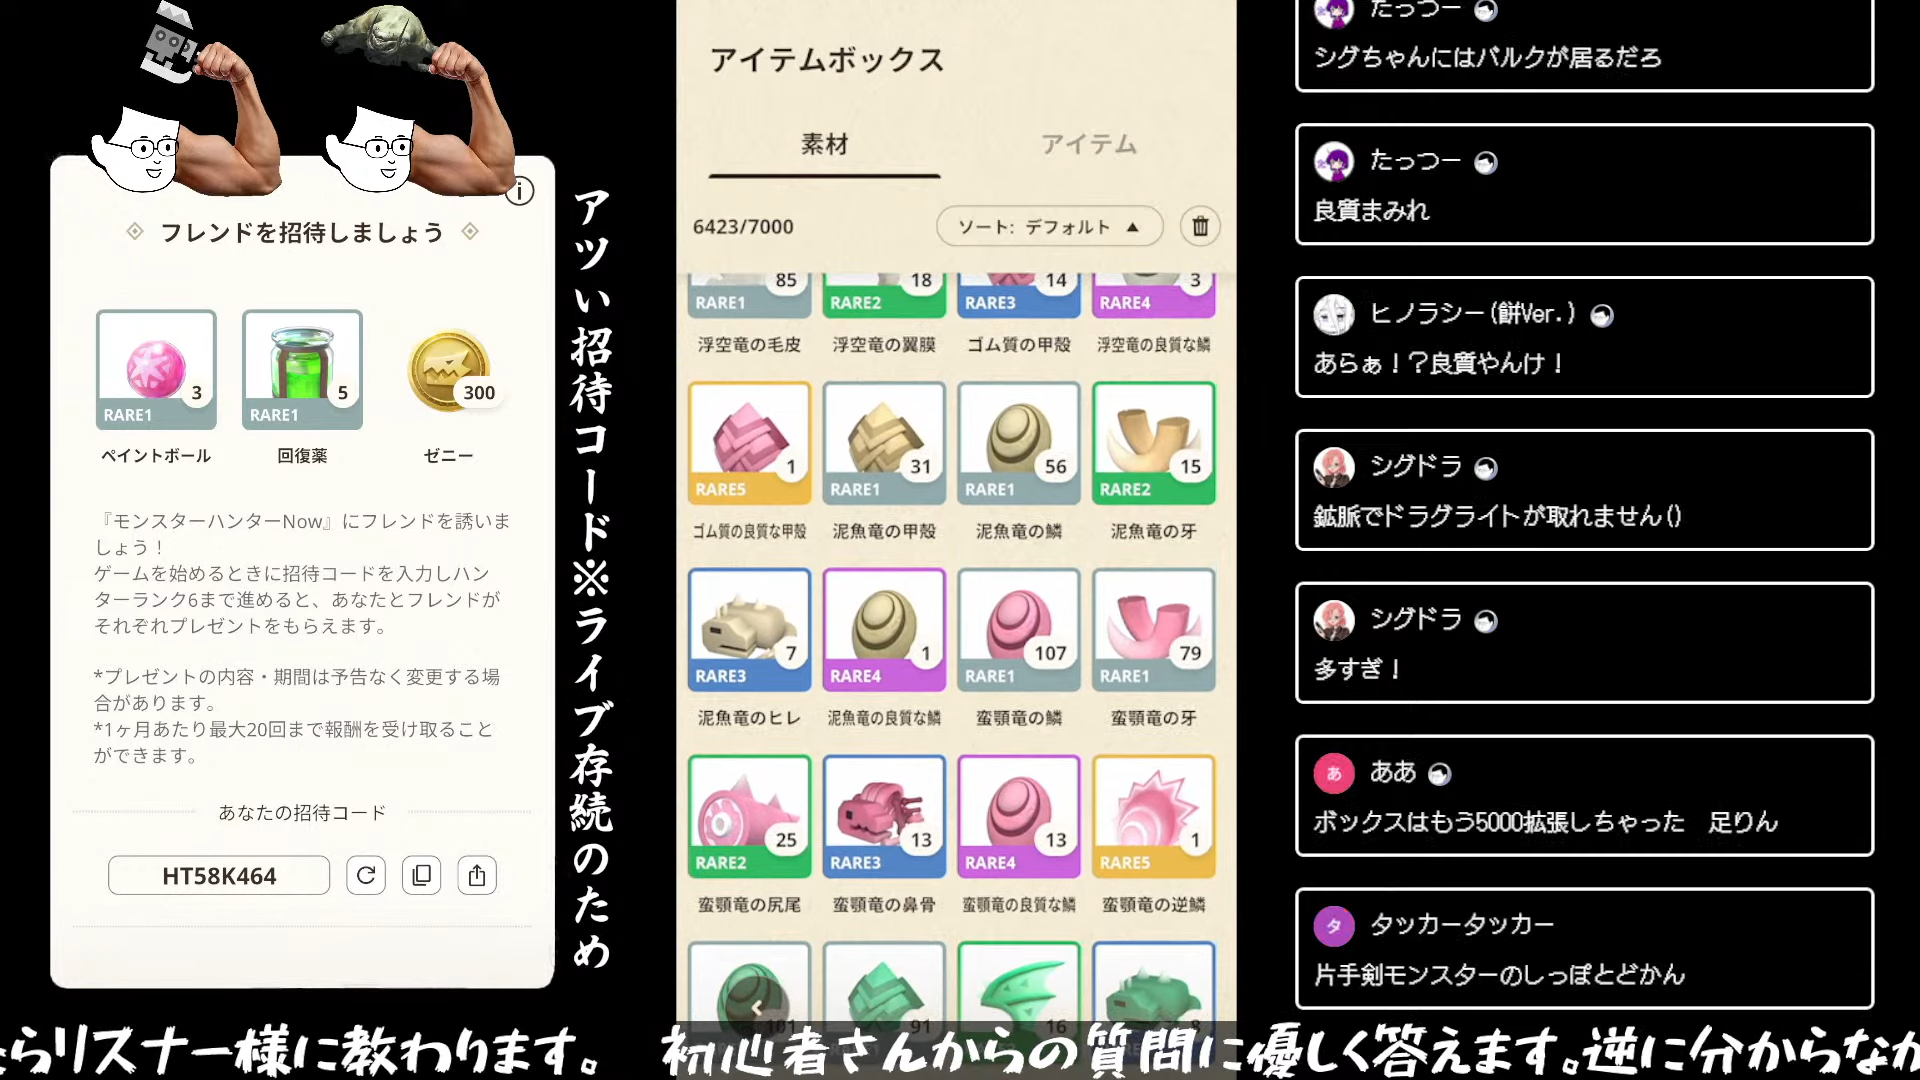 フレンドを招待しましょう
3
RARE1
5
RARE1
300
ペイントボール
回復薬
ゼニー
『モンスターハンターNow』にフレンドを誘いま
しょう！
ゲームを始めるときに招待コードを入力しハン
ターランク6まで進めると、あなたとフレンドが
それぞれプレゼントをもらえます。
*プレゼントの内容・期間は予告なく変更する場
合があります。
*1ヶ月あたり最大20回まで報酬を受け取ること
ができます。
あなたの招待コード
HT58K464
アツい招待コード※ライブ存続のため
アイテムボックス
素材
アイテム
6423/7000
ソート: デフォルト ▲
85
RARE1
18
RARE2
14
RARE3
3
RARE4
浮空竜の毛皮
浮空竜の翼膜
ゴム質の甲殻
浮空竜の良質な鱗
1
RARE5
31
RARE1
56
RARE1
15
RARE2
ゴム質の良質な甲殻
泥魚竜の甲殻
泥魚竜の鱗
泥魚竜の牙
7
RARE3
1
RARE4
107
RARE1
79
RARE1
泥魚竜のヒレ
泥魚竜の良質な鱗
蛮顎竜の鱗
蛮顎竜の牙
25
RARE2
13
RARE3
13
RARE4
1
RARE5
蛮顎竜の尻尾
蛮顎竜の鼻骨
蛮顎竜の良質な鱗
蛮顎竜の逆鱗
101
91
16
8
たっつー
シグちゃんにはバルクが居るだろ
たっつー
良質まみれ
ヒノラシー(餅Ver.)
あらぁ！？良質やんけ！
シグドラ
鉱脈でドラグライトが取れません()
シグドラ
多すぎ！
あ
ああ
ボックスはもう5000拡張しちゃった　足りん
タ
タッカータッカー
片手剣モンスターのしっぽとどかん
らリスナー様に教わります。　初心者さんからの質問に優しく答えます。逆に分からなか